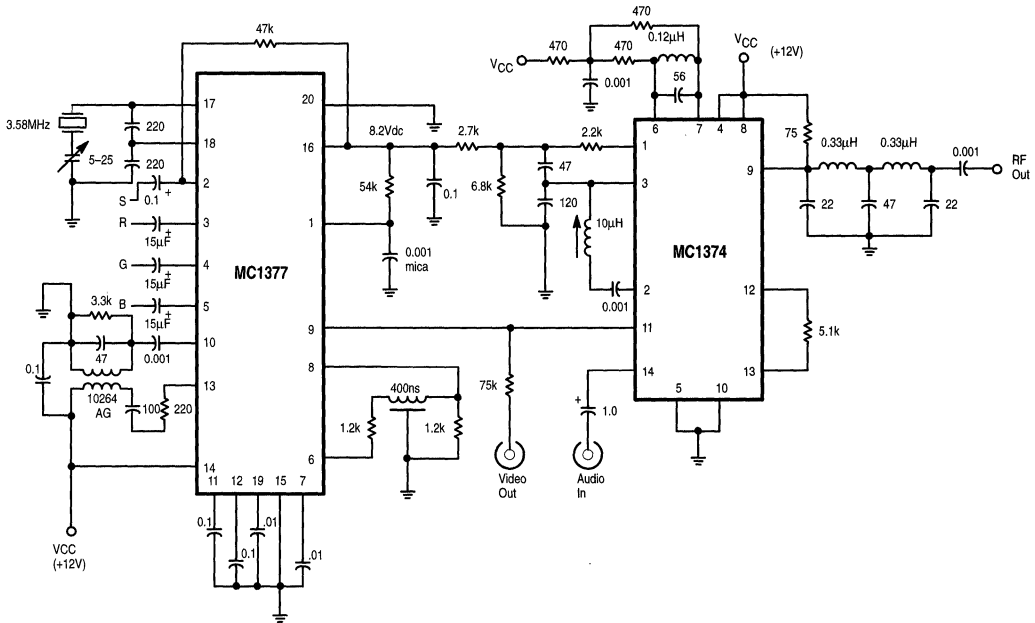 470
47k
470
470
0.12µH
VCC
VCC
(+12V)
0.001
56
17
20
6
7
4
8
3.58MHz
220
18
8.2Vdc
2.7k
2.2k
75
0.33µH
0.33µH
16
1
0.001
5–25
220
47
9
RF
Out
2
54k
0.1
6.8k
3
S
0.1
+
120
22
47
22
R
3
1
10µH
15µF
±
MC1377
0.001
mica
MC1374
G
4
15µF
±
2
12
3.3k
B
5
0.001
15µF
±
9
11
5.1k
10
47
0.001
8
0.1
14
13
13
400ns
75k
5
10
10264
AG
100
220
+
1.0
1.2k
1.2k
14
6
Video
Out
Audio
In
11
12
19
15
7
0.1
.01
VCC
(+12V)
0.1
.01